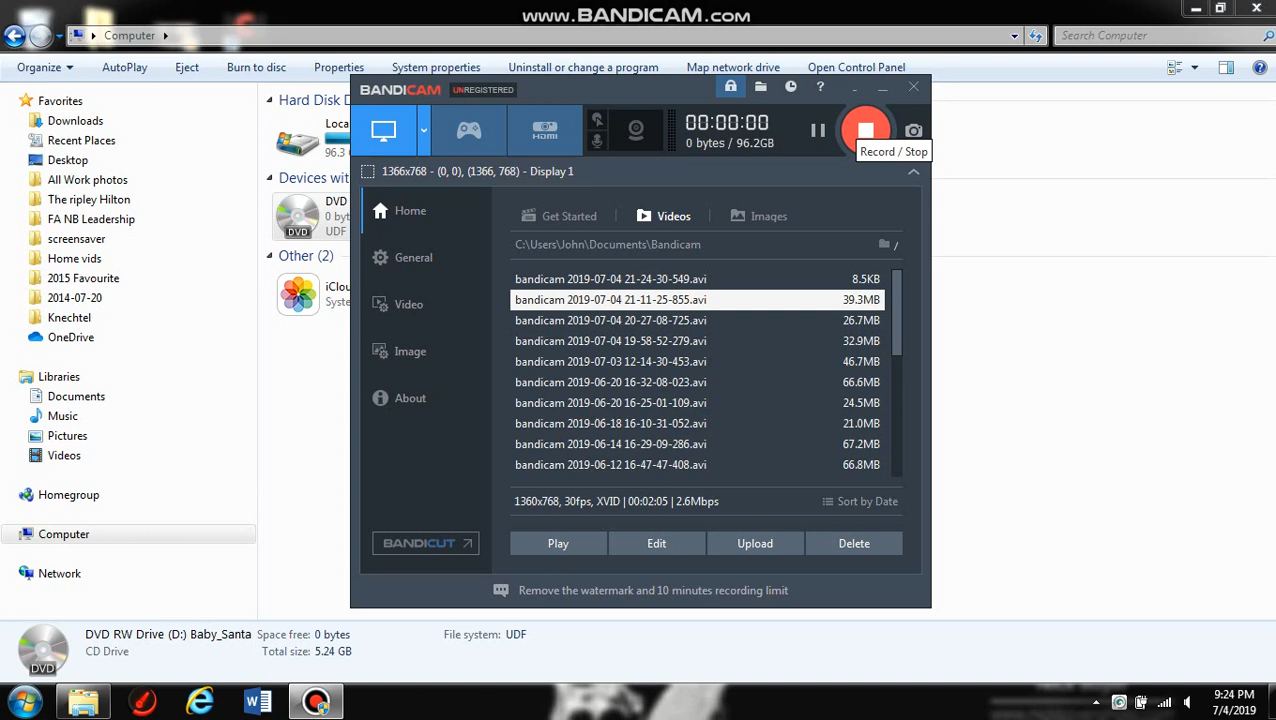 www.BANDICAM.com
Computer
Search Computer
Organize
AutoPlay
Eject
Burn to disc
Properties
System properties
Uninstall or change a program
Map network drive
Open Control Panel
Favorites
Downloads
Recent Places
Desktop
All Work photos
The ripley Hilton
FA NB Leadership
screensaver
Home vids
2015 Favourite
2014-07-20
Knechtel
OneDrive
Libraries
Documents
Music
Pictures
Videos
Homegroup
Computer
Network
Hard Disk D
Loca
96.3
Devices with
DVD
0 byte
UDF
DVD
Other (2)
iClou
Syste
BANDICAM UNREGISTERED
?
HDMI
00:00:00
0 bytes / 96.2GB
Record / Stop
1366x768 - (0, 0), (1366, 768) - Display 1
Home
General
Video
Image
About
BANDICUT
Get Started
Videos
Images
C:\Users\John\Documents\Bandicam
/
bandicam 2019-07-04 21-24-30-549.avi 8.5KB
bandicam 2019-07-04 21-11-25-855.avi 39.3MB
bandicam 2019-07-04 20-27-08-725.avi 26.7MB
bandicam 2019-07-04 19-58-52-279.avi 32.9MB
bandicam 2019-07-03 12-14-30-453.avi 46.7MB
bandicam 2019-06-20 16-32-08-023.avi 66.6MB
bandicam 2019-06-20 16-25-01-109.avi 24.5MB
bandicam 2019-06-18 16-10-31-052.avi 21.0MB
bandicam 2019-06-14 16-29-09-286.avi 67.2MB
bandicam 2019-06-12 16-47-47-408.avi 66.8MB
1360x768, 30fps, XVID | 00:02:05 | 2.6Mbps
Sort by Date
Play
Edit
Upload
Delete
Remove the watermark and 10 minutes recording limit
DVD RW Drive (D:) Baby_Santa Space free: 0 bytes File system: UDF
CD Drive Total size: 5.24 GB
DVD
9:24 PM
7/4/2019